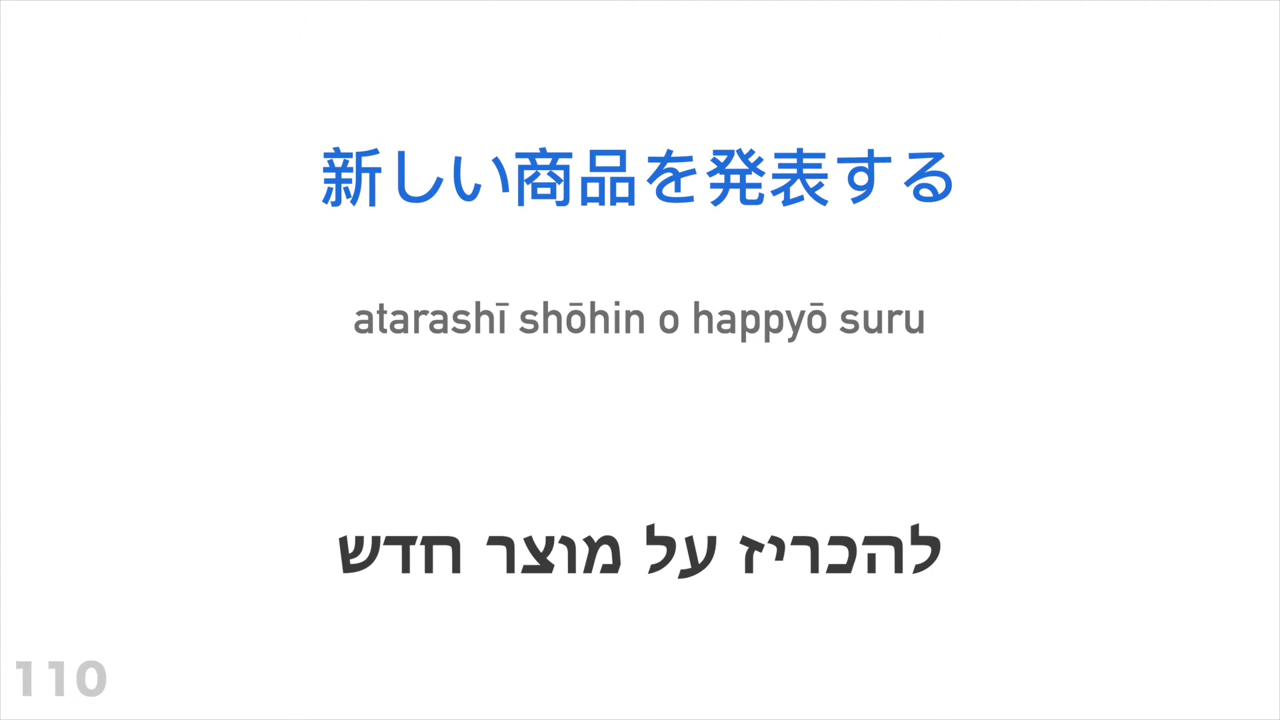 新しい商品を発表する
atarashī shōhin o happyō suru
להכריז על מוצר חדש
110